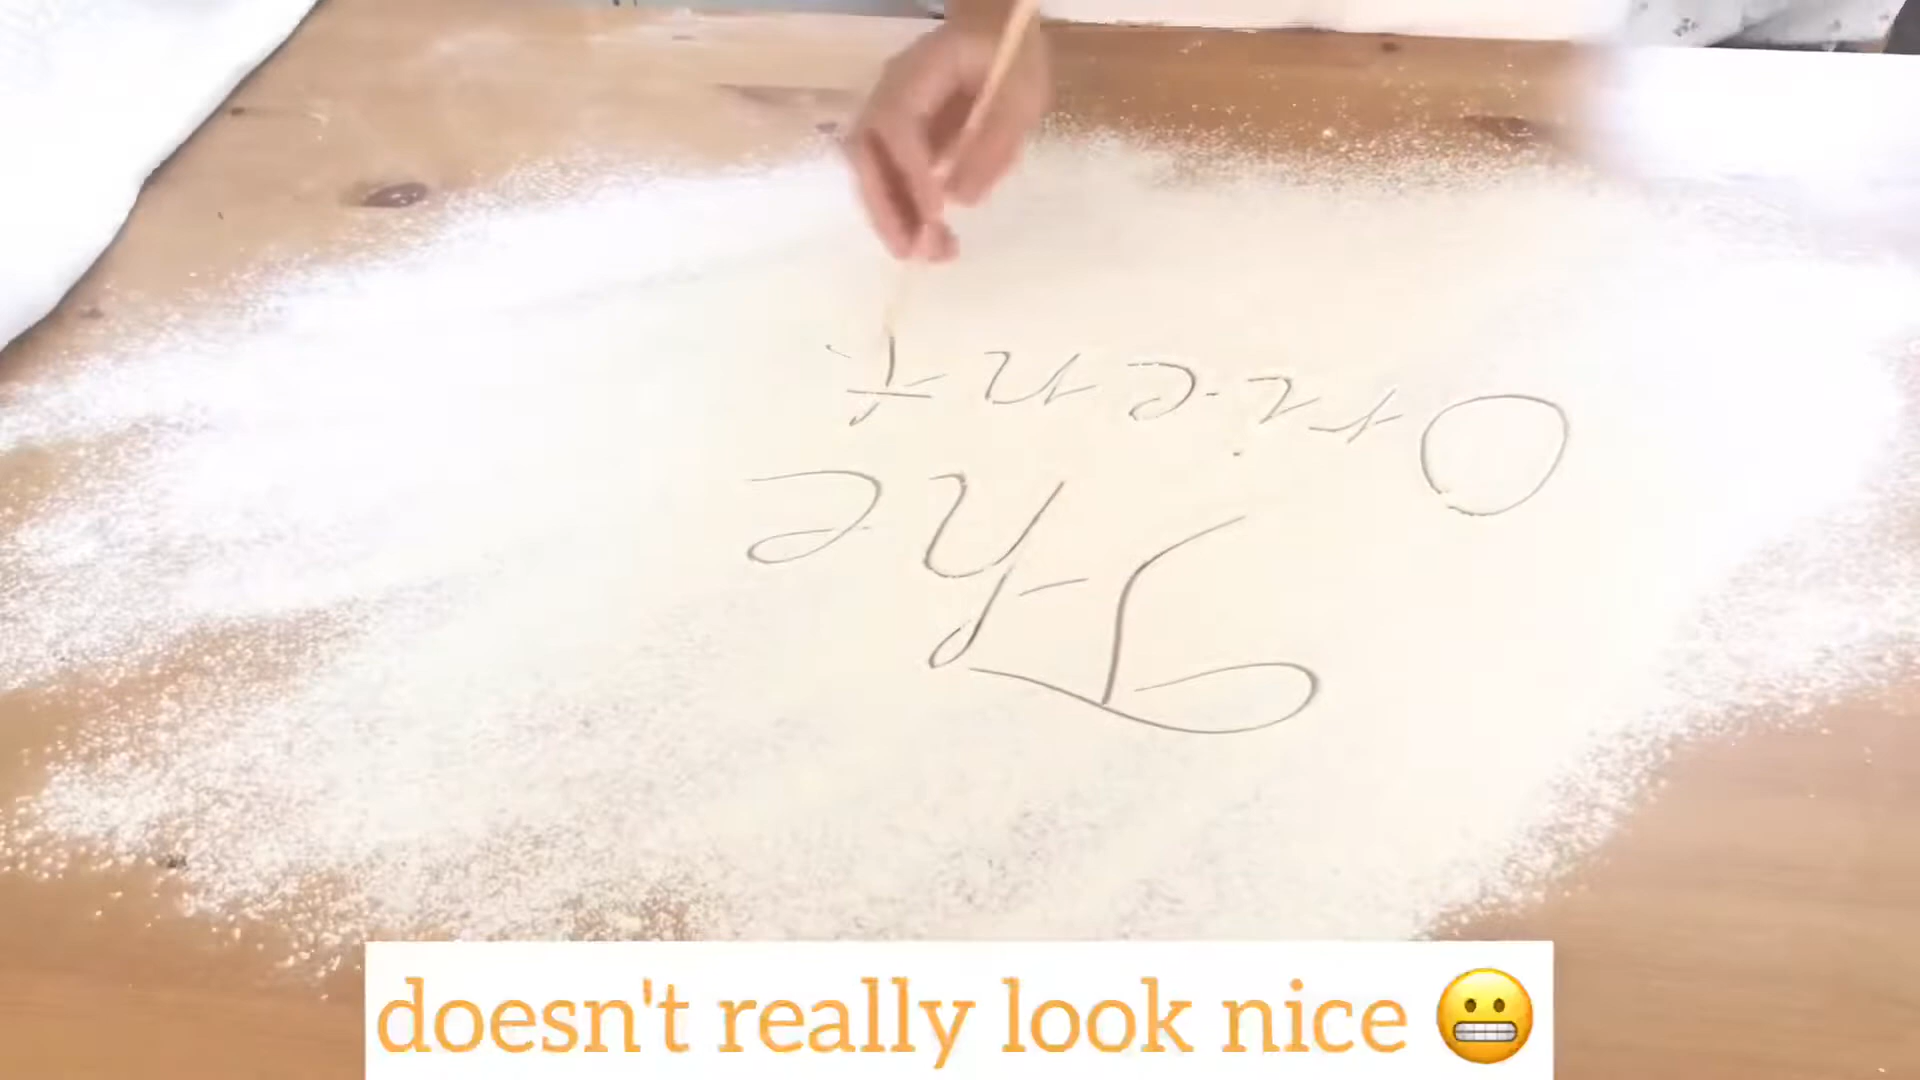 The
Orient
doesn't really look nice 😬